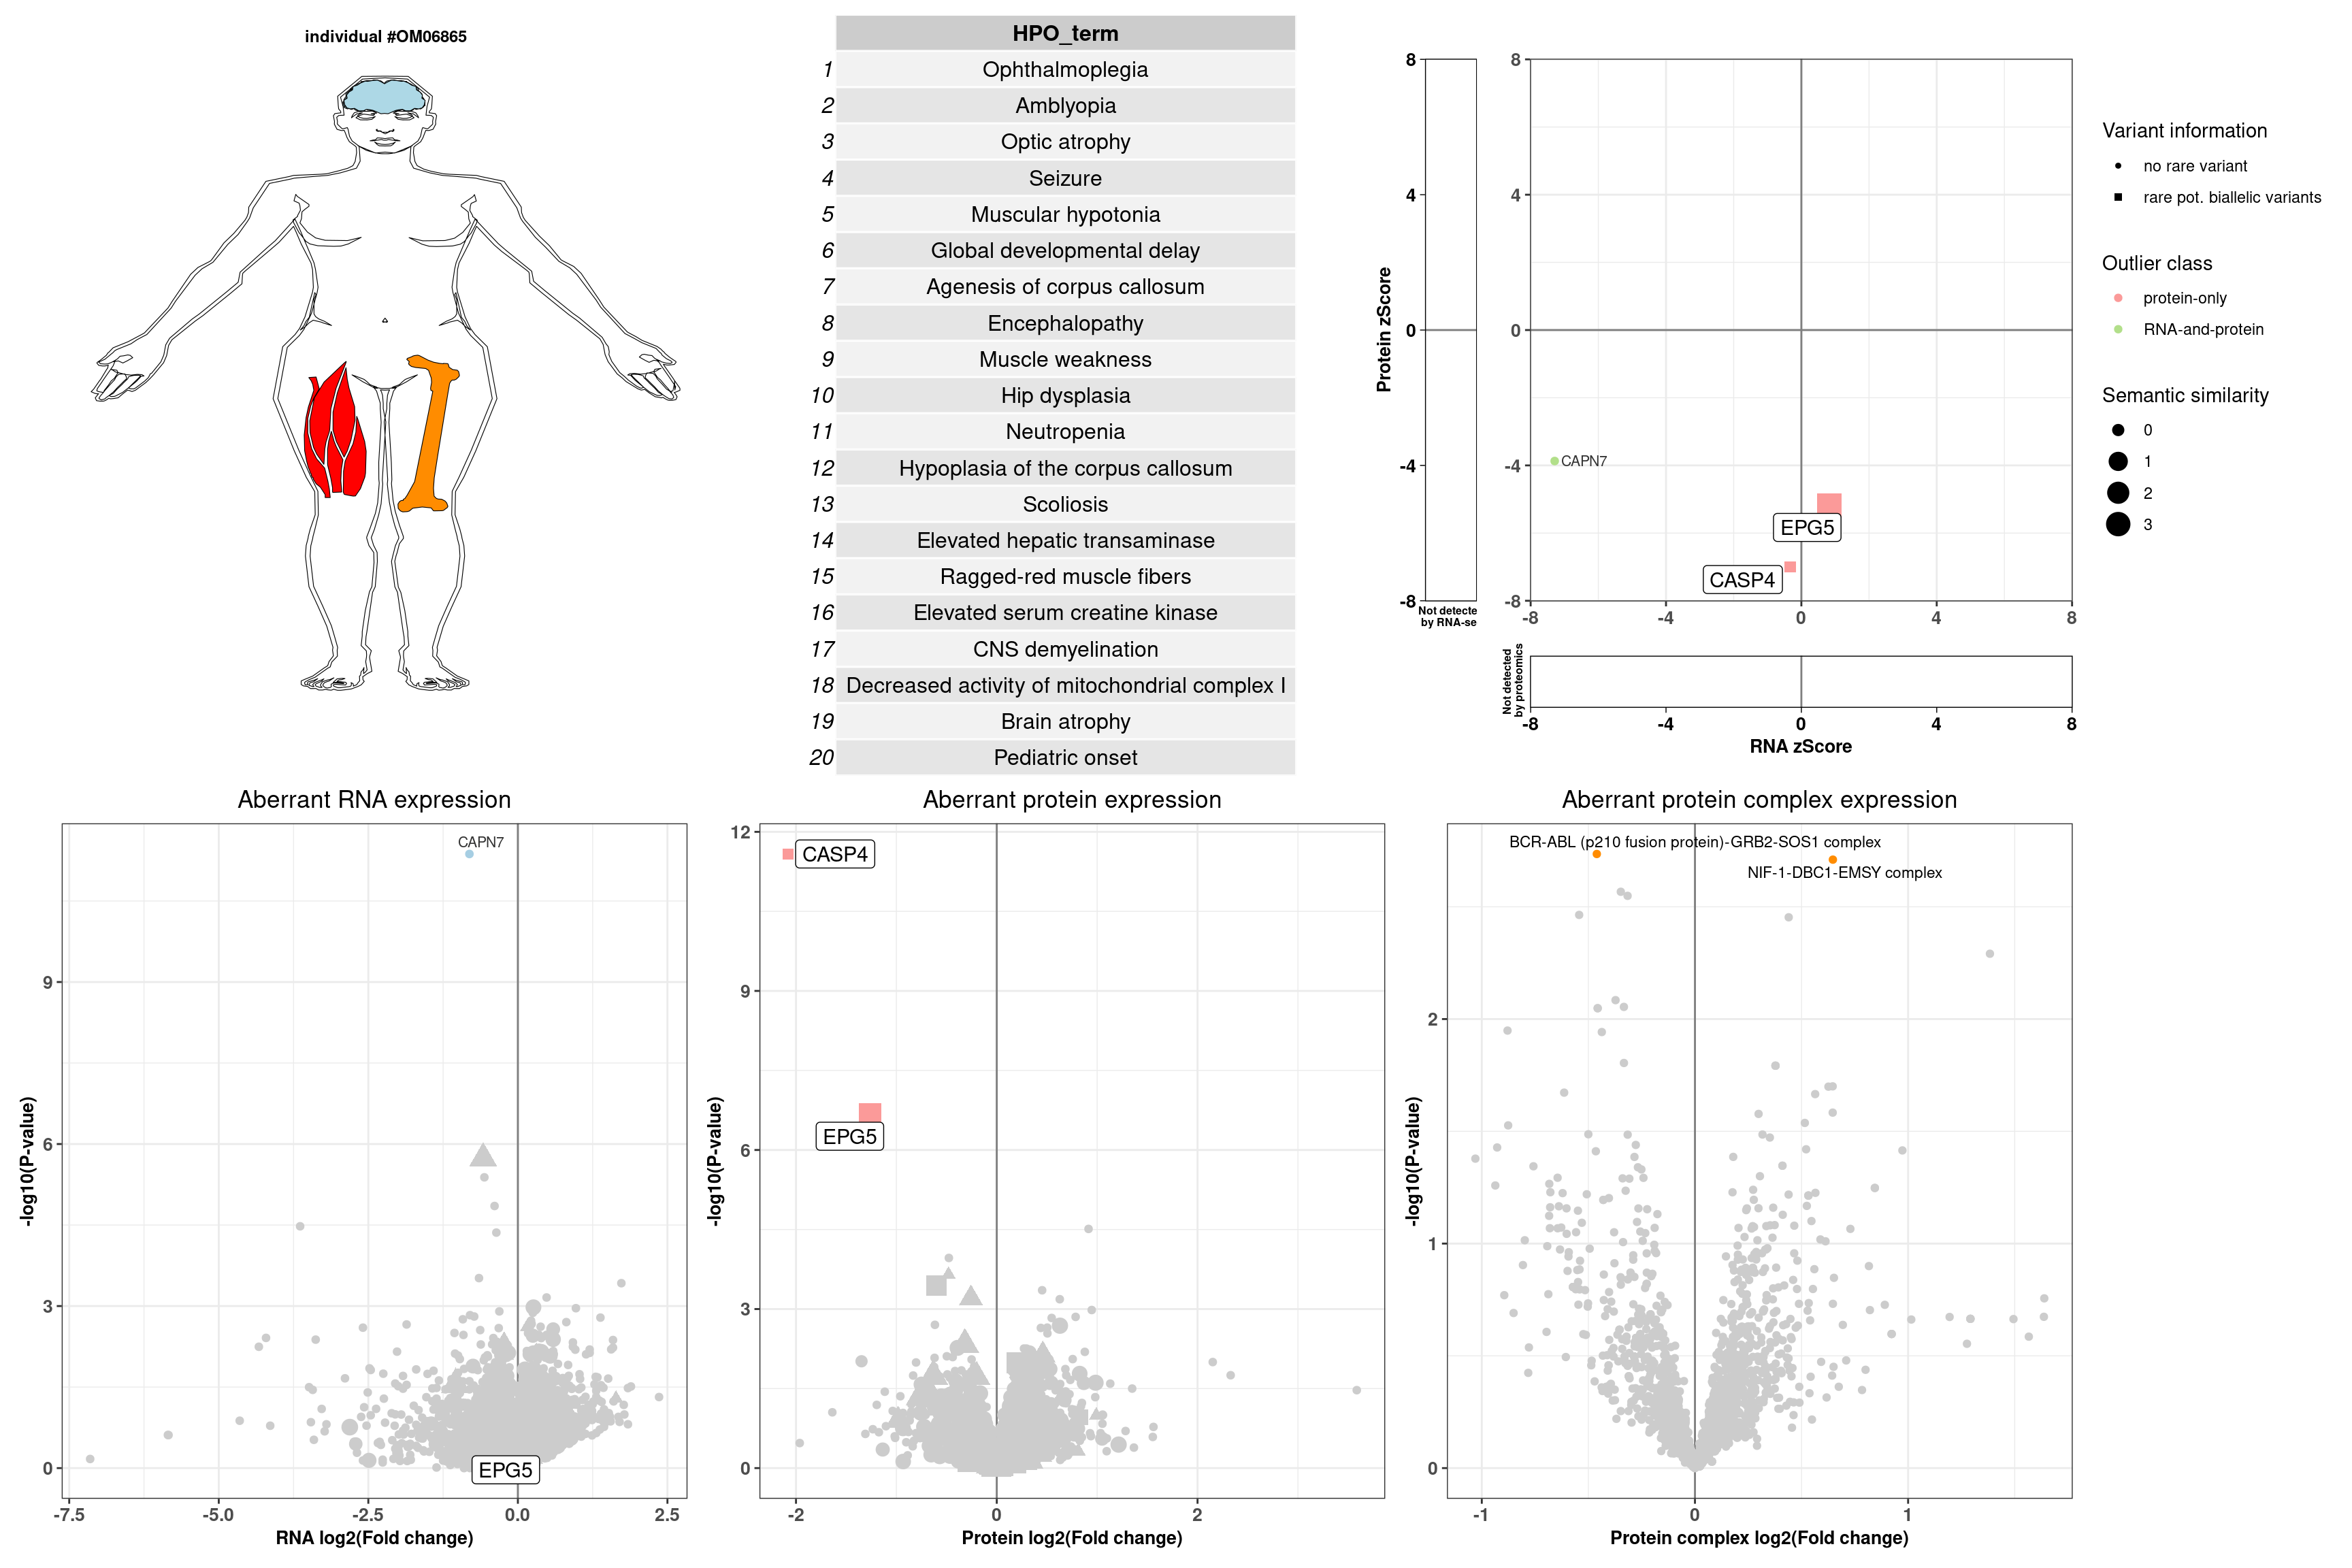 individual #OM06865
HPO_term
1 Ophthalmoplegia
2 Amblyopia
3 Optic atrophy
4 Seizure
5 Muscular hypotonia
6 Global developmental delay
7 Agenesis of corpus callosum
8 Encephalopathy
9 Muscle weakness
10 Hip dysplasia
11 Neutropenia
12 Hypoplasia of the corpus callosum
13 Scoliosis
14 Elevated hepatic transaminase
15 Ragged-red muscle fibers
16 Elevated serum creatine kinase
17 CNS demyelination
18 Decreased activity of mitochondrial complex I
19 Brain atrophy
20 Pediatric onset
Protein zScore
8
4
0
-4
-8
Not detecte
by RNA-se
8
4
0
-4
-8
CAPN7
EPG5
CASP4
-8 -4 0 4 8
Not detected
by proteomics
-8 -4 0 4 8
RNA zScore
Variant information
no rare variant
rare pot. biallelic variants
Outlier class
protein-only
RNA-and-protein
Semantic similarity
0
1
2
3
Aberrant RNA expression
-log10(P-value)
9
6
3
0
CAPN7
EPG5
-7.5 -5.0 -2.5 0.0 2.5
RNA log2(Fold change)
Aberrant protein expression
-log10(P-value)
12
9
6
3
0
CASP4
EPG5
-2 0 2
Protein log2(Fold change)
Aberrant protein complex expression
-log10(P-value)
2
1
0
BCR-ABL (p210 fusion protein)-GRB2-SOS1 complex
NIF-1-DBC1-EMSY complex
-1 0 1
Protein complex log2(Fold change)